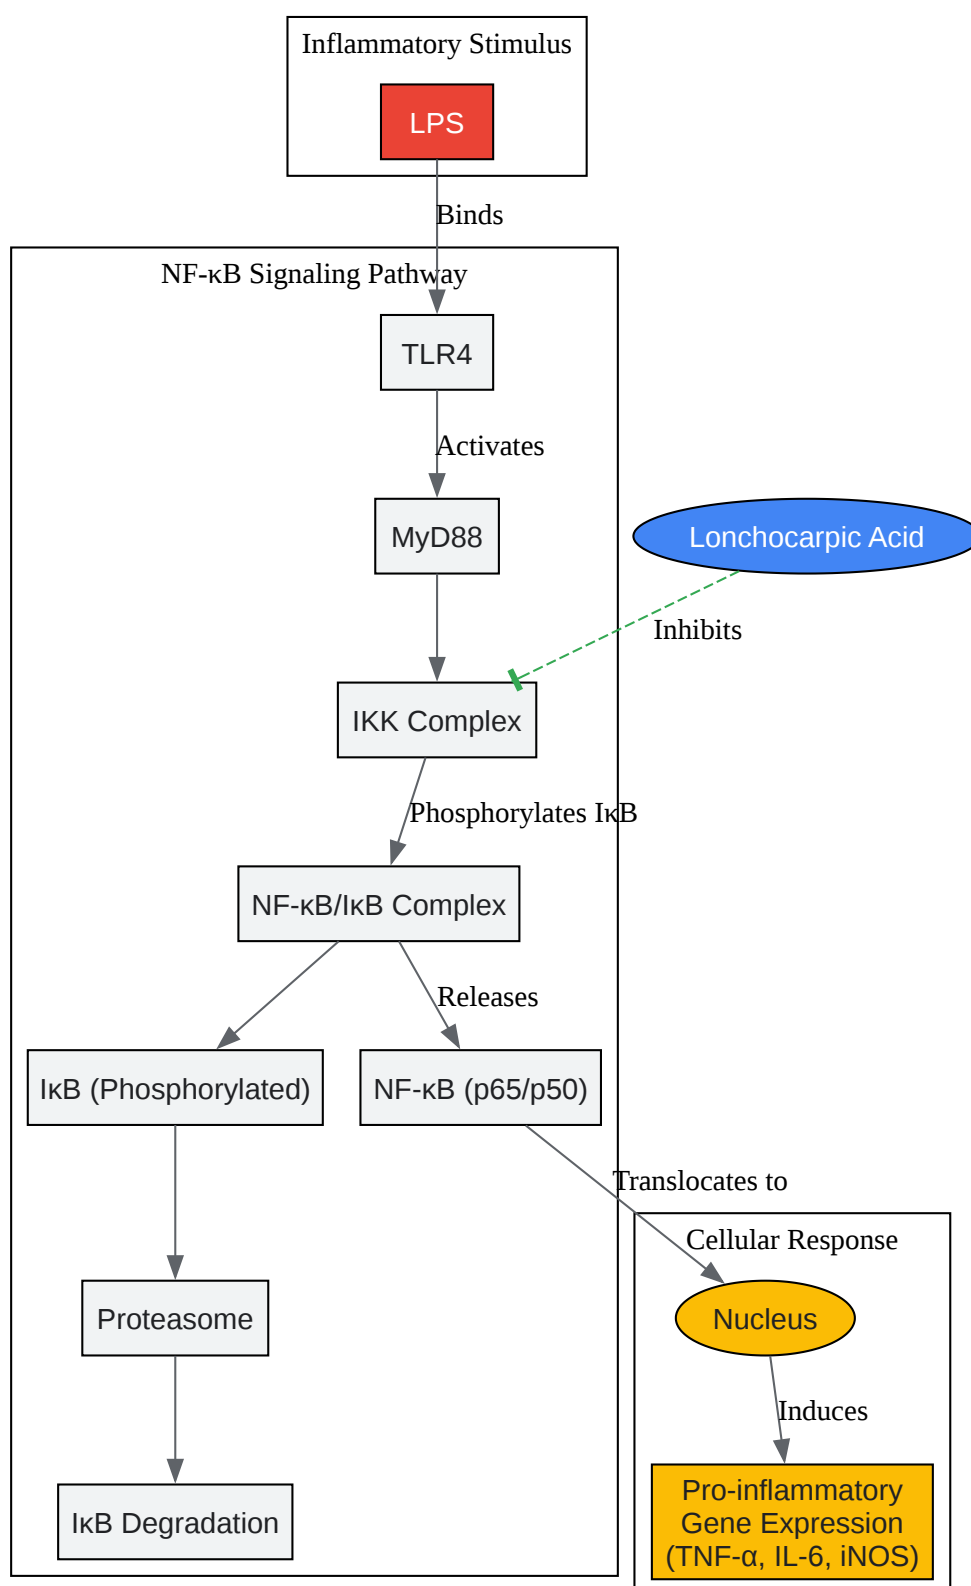 Inflammatory Stimulus
LPS
Binds
NF-κB Signaling Pathway
TLR4
Activates
MyD88
Lonchocarpic Acid
Inhibits
IKK Complex
Phosphorylates IκB
NF-κB/IκB Complex
Releases
IκB (Phosphorylated)
NF-κB (p65/p50)
Translocates to
Cellular Response
Proteasome
Nucleus
Induces
IκB Degradation
Pro-inflammatory
Gene Expression
(TNF-α, IL-6, iNOS)